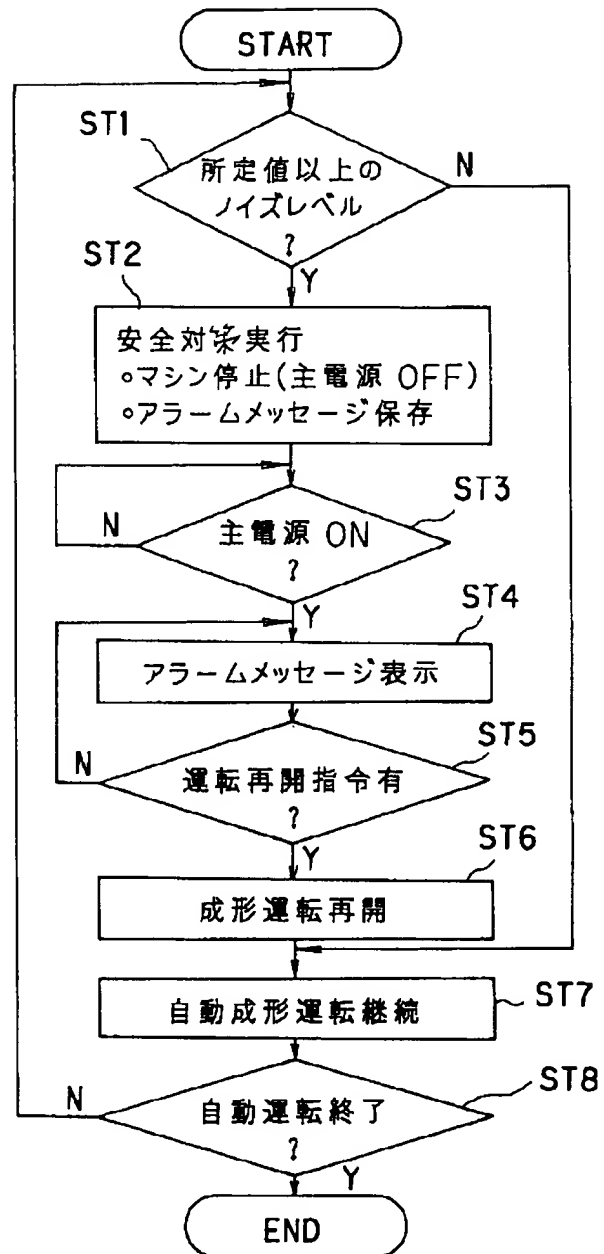 START
ST1
所定値以上の
ノイズレベル
?
N
Y
ST2
安全対策実行
○マシン停止(主電源 OFF)
○アラームメッセージ保存
ST3
主電源 ON
?
N
Y
ST4
アラームメッセージ表示
ST5
運転再開指令有
?
N
Y
ST6
成形運転再開
自動成形運転継続
ST7
ST8
自動運転終了
?
N
Y
END